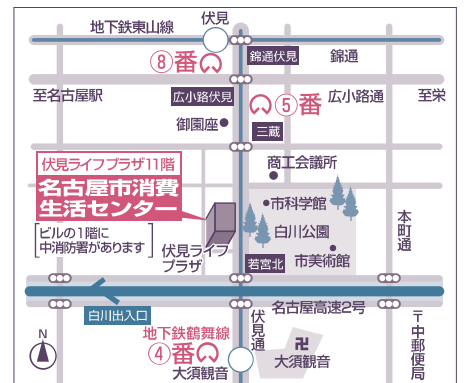 伏見
地下鉄東山線
⑧番
錦通伏見
錦通
至名古屋駅
広小路伏見
⑤番
広小路通
至栄
御園座
三蔵
商工会議所
伏見ライフプラザ11階
名古屋市消費
生活センター
ビルの1階に
中消防署があります
伏見ライフ
プラザ
市科学館
白川公園
市美術館
若宮北
本町通
白川出入口
名古屋高速2号
伏見通
地下鉄鶴舞線
④番
大須観音
卍
大須観音
〒中郵便局
N